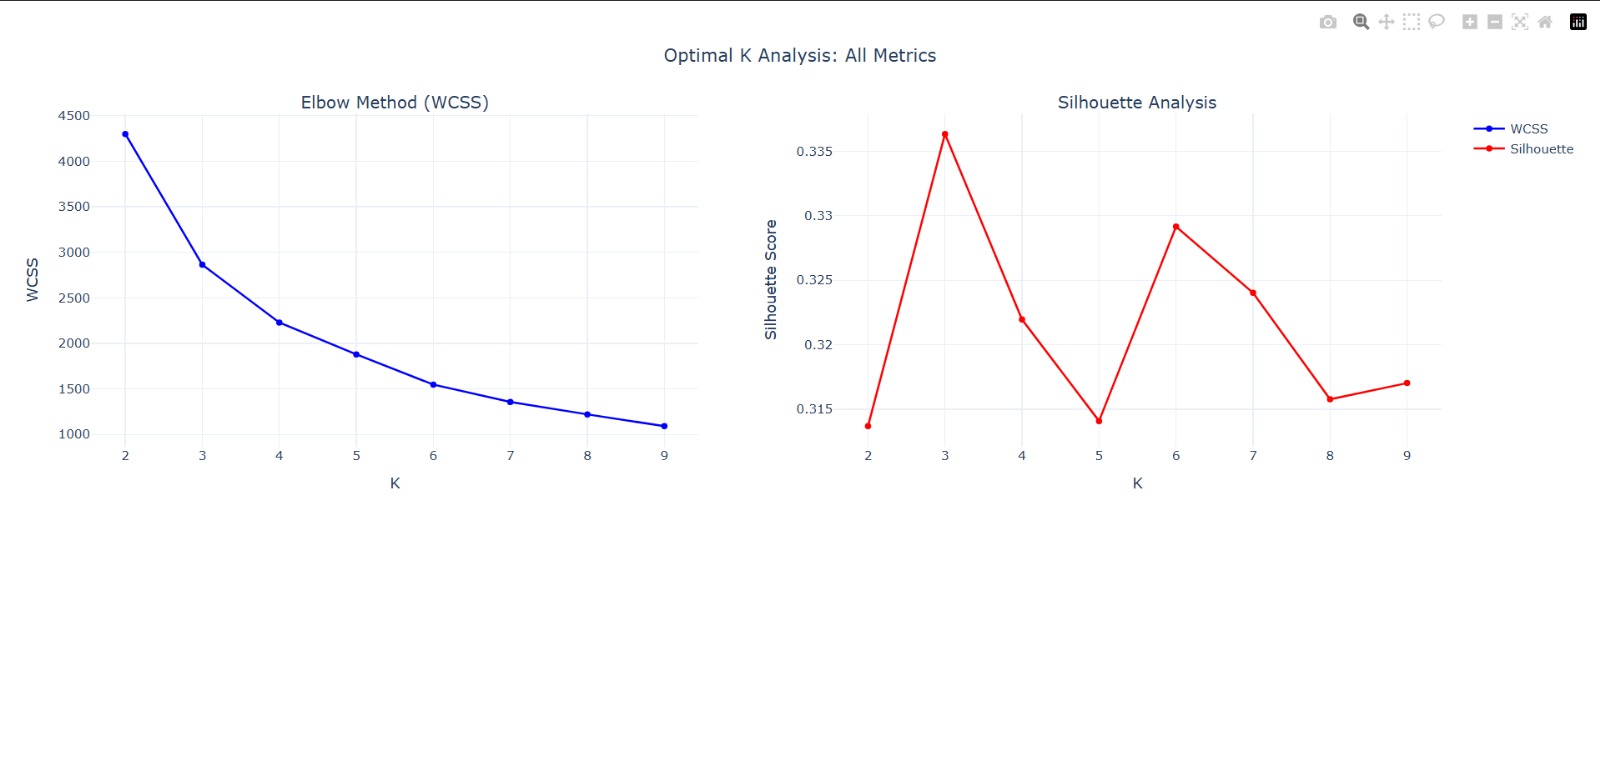 Optimal K Analysis: All Metrics
Elbow Method (WCSS)
4500
4000
3500
3000
2500
2000
1500
1000
WCSS
2 3 4 5 6 7 8 9
K
Silhouette Analysis
0.335
0.33
0.325
0.32
0.315
Silhouette Score
2 3 4 5 6 7 8 9
K
WCSS
Silhouette